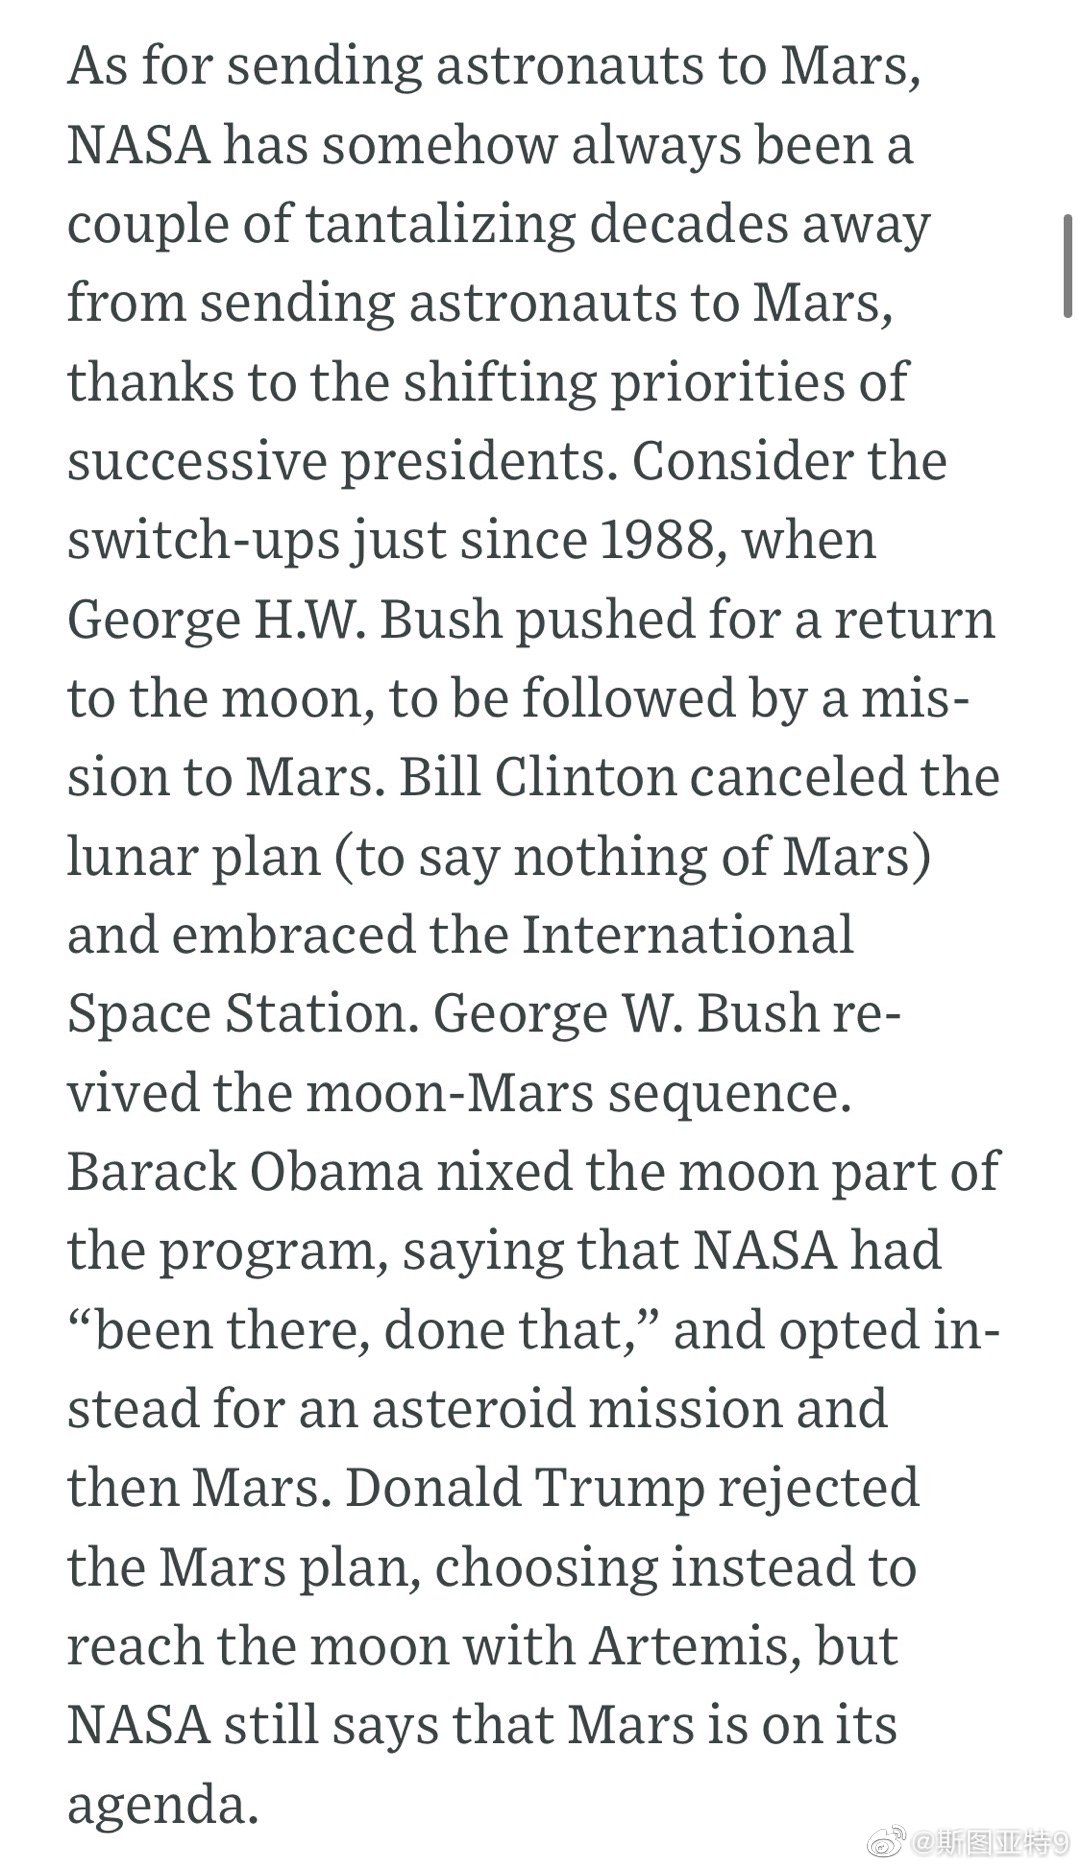 As for sending astronauts to Mars,
NASA has somehow always been a
couple of tantalizing decades away
from sending astronauts to Mars,
thanks to the shifting priorities of
successive presidents. Consider the
switch-ups just since 1988, when
George H.W. Bush pushed for a return
to the moon, to be followed by a mis-
sion to Mars. Bill Clinton canceled the
lunar plan (to say nothing of Mars)
and embraced the International
Space Station. George W. Bush re-
vived the moon-Mars sequence.
Barack Obama nixed the moon part of
the program, saying that NASA had
“been there, done that,” and opted in-
stead for an asteroid mission and
then Mars. Donald Trump rejected
the Mars plan, choosing instead to
reach the moon with Artemis, but
NASA still says that Mars is on its
agenda.
@斯图亚特9